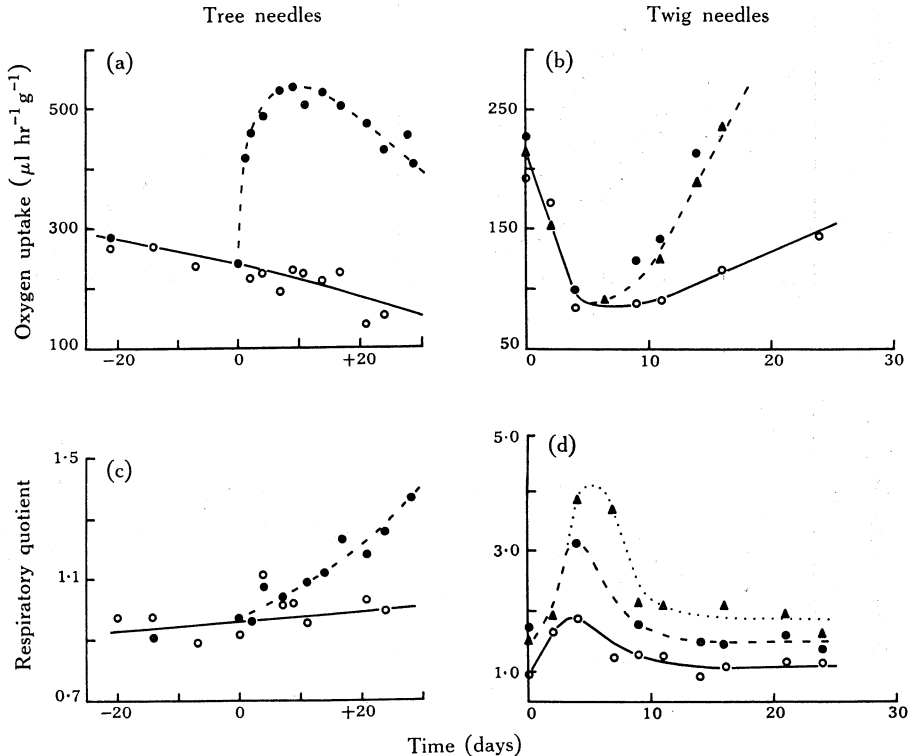 Tree needles
Twig needles
Oxygen uptake (μl hr⁻¹ g⁻¹)
(a)
500
300
100
−20
0
+20
(b)
250
150
50
0
10
20
30
Respiratory quotient
(c)
1·5
1·1
0·7
−20
0
+20
(d)
5·0
3·0
1·0
0
10
20
30
Time (days)